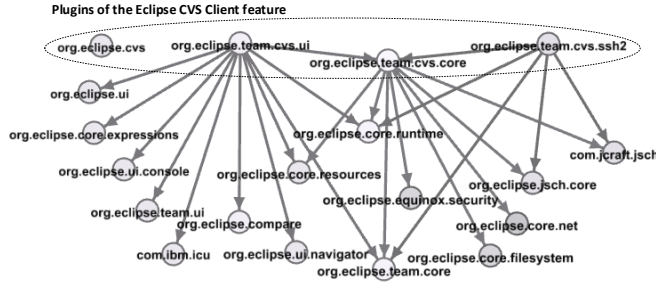 Plugins of the Eclipse CVS Client feature
org.eclipse.cvs
org.eclipse.team.cvs.ui
org.eclipse.team.cvs.core
org.eclipse.team.cvs.ssh2
org.eclipse.ui
org.eclipse.core.expressions
org.eclipse.core.runtime
com.jcraft.jsch
org.eclipse.ui.console
org.eclipse.core.resources
org.eclipse.jsch.core
org.eclipse.equinox.security
org.eclipse.team.ui
org.eclipse.compare
org.eclipse.core.net
com.ibm.icu
org.eclipse.ui.navigator
org.eclipse.team.core
org.eclipse.core.filesystem